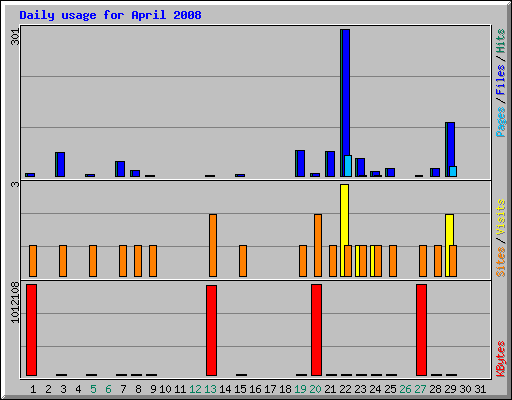 Daily usage for April 2008
301
Pages / Files / Hits
3
Sites / Visits
1012108
KBytes
1 2 3 4 5 6 7 8 9 10 11 12 13 14 15 16 17 18 19 20 21 22 23 24 25 26 27 28 29 30 31